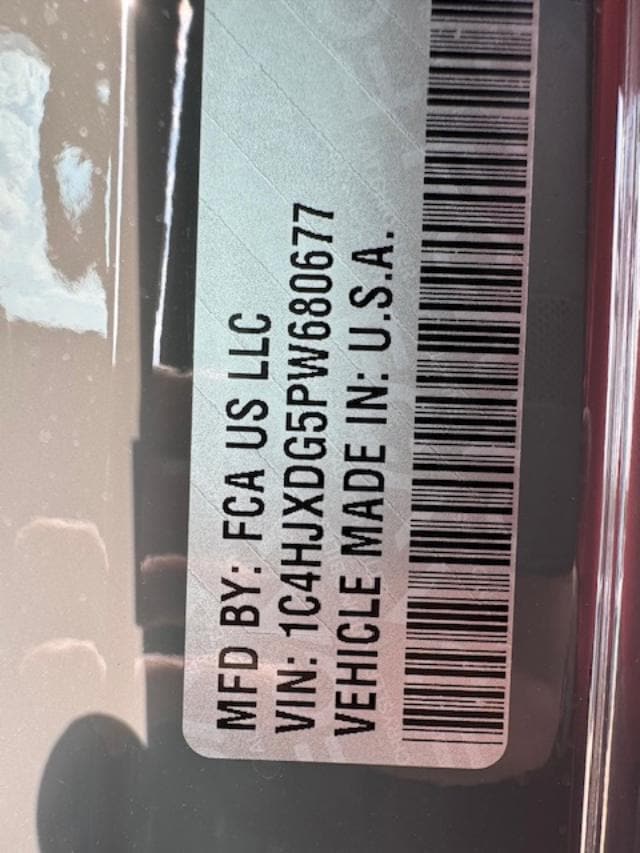 MFD BY: FCA US LLC
VIN: 1C4HJXDG5PW680677
VEHICLE MADE IN: U.S.A.